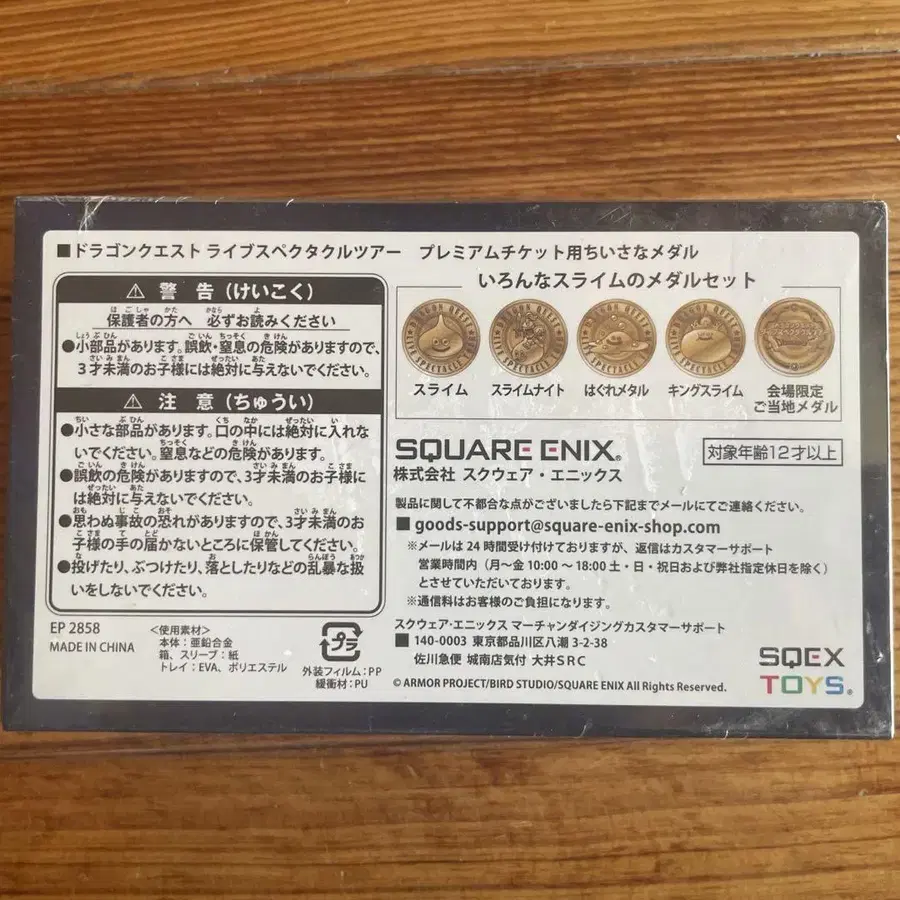 ■ドラゴンクエスト ライブスペクタクルツアー　プレミアムチケット用ちいさなメダル
⚠ 警 告（けいこく）
保護者の方へ 必ずお読みください
●小部品があります。誤飲・窒息の危険がありますので、
3才未満のお子様には絶対に与えないでください。
⚠ 注 意（ちゅうい）
●小さな部品があります。口の中には絶対に入れな
いでください。窒息などの危険があります。
●誤飲の危険がありますので、3才未満のお子様に
は絶対に与えないでください。
●思わぬ事故の恐れがありますので、3才未満のお
子様の手の届かないところに保管してください。
●投げたり、ぶつけたり、落としたりなどの乱暴な扱
いをしないでください。
EP 2858
MADE IN CHINA
＜使用素材＞
本体：亜鉛合金
箱、スリーブ：紙
トレイ：EVA、ポリエステル
プラ
外装フィルム：PP
緩衝材：PU
いろんなスライムのメダルセット
DRAGON QUEST
LIVE SPECTACLE TOUR
スライム
スライムナイト
はぐれメタル
キングスライム
会場限定
ご当地メダル
SQUARE ENIX®
株式会社 スクウェア・エニックス
対象年齢12才以上
製品に関して不都合な点がございましたら下記までメールにてご連絡ください。
■ goods-support@square-enix-shop.com
※メールは 24 時間受け付けておりますが、返信はカスタマーサポート
営業時間内（月～金 10:00 ～ 18:00 土・日・祝日および弊社指定休日を除く）
とさせていただいております。
※通信料はお客様のご負担になります。
スクウェア・エニックス マーチャンダイジングカスタマーサポート
■ 140-0003 東京都品川区八潮 3-2-38
佐川急便 城南店気付 大井ＳＲＣ
© ARMOR PROJECT/BIRD STUDIO/SQUARE ENIX All Rights Reserved.
SQEX
TOYS®